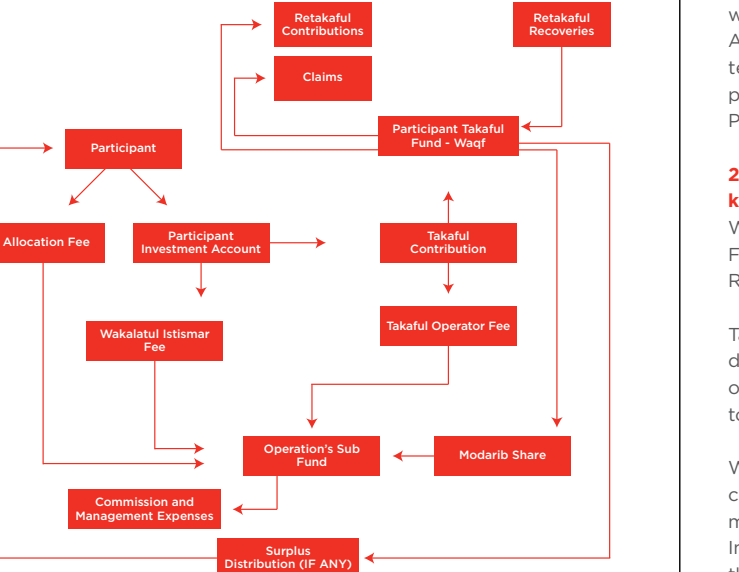 Retakaful
Contributions
Retakaful
Recoveries
Claims
Participant Takaful
Fund - Waqf
Participant
Allocation Fee
Participant
Investment Account
Takaful
Contribution
Wakalatul Istismar
Fee
Takaful Operator Fee
Operation's Sub
Fund
Modarib Share
Commission and
Management Expenses
Surplus
Distribution (IF ANY)